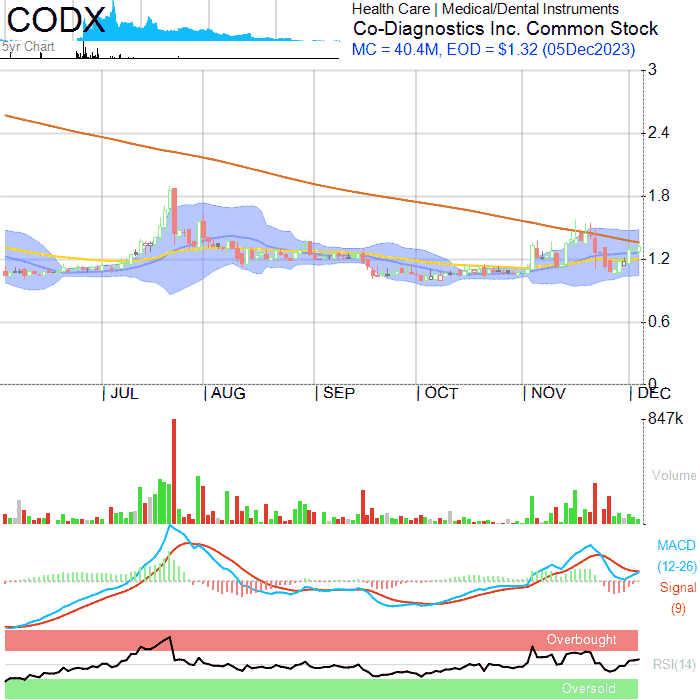 CODX
5yr Chart
Health Care | Medical/Dental Instruments
Co-Diagnostics Inc. Common Stock
MC = 40.4M, EOD = $1.32 (05Dec2023)
3
2.4
1.8
1.2
0.6
0
JUL AUG SEP OCT NOV DEC
847k
Volume
MACD
(12-26)
Signal
(9)
Overbought
RSI(14)
Oversold